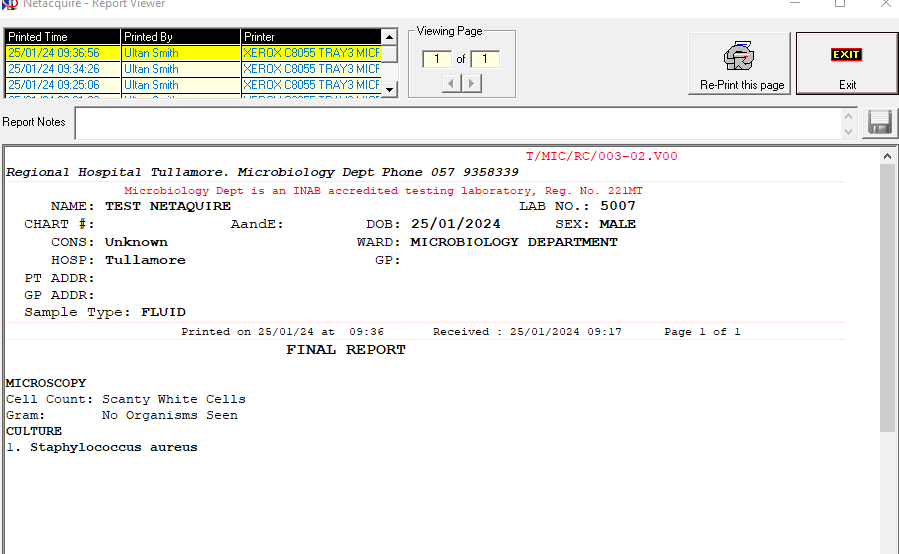 Netacquire - Report Viewer
Printed Time Printed By Printer
25/01/24 09:36:56 Ultan Smith XEROX C8055 TRAY3 MICF
25/01/24 09:34:26 Ultan Smith XEROX C8055 TRAY3 MICF
25/01/24 09:25:06 Ultan Smith XEROX C8055 TRAY3 MICF
Viewing Page
1 of 1
Re-Print this page
EXIT
Exit
Report Notes
T/MIC/RC/003-02.V00
Regional Hospital Tullamore. Microbiology Dept Phone 057 9358339
Microbiology Dept is an INAB accredited testing laboratory, Reg. No. 221MT
NAME: TEST NETAQUIRE LAB NO.: 5007
CHART #: AandE: DOB: 25/01/2024 SEX: MALE
CONS: Unknown WARD: MICROBIOLOGY DEPARTMENT
HOSP: Tullamore GP:
PT ADDR:
GP ADDR:
Sample Type: FLUID
Printed on 25/01/24 at 09:36 Received : 25/01/2024 09:17 Page 1 of 1
FINAL REPORT
MICROSCOPY
Cell Count: Scanty White Cells
Gram: No Organisms Seen
CULTURE
1. Staphylococcus aureus